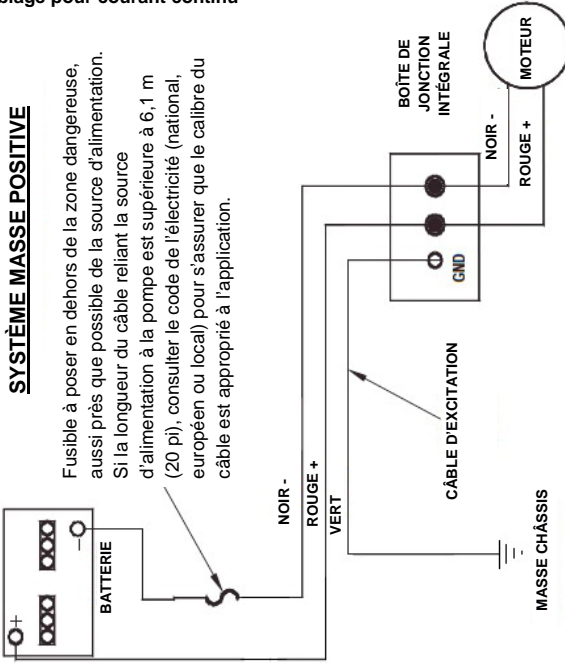 blage pour courant continu
SYSTÈME MASSE POSITIVE
Fusible à poser en dehors de la zone dangereuse,
aussi près que possible de la source d'alimentation.
Si la longueur du câble reliant la source
d'alimentation à la pompe est supérieure à 6,1 m
(20 pi), consulter le code de l'électricité (national,
européen ou local) pour s'assurer que le calibre du
câble est approprié à l'application.
+
-
BATTERIE
NOIR -
ROUGE +
VERT
CÂBLE D'EXCITATION
MASSE CHÂSSIS
BOÎTE DE
JONCTION
INTÉGRALE
GND
NOIR -
ROUGE +
MOTEUR